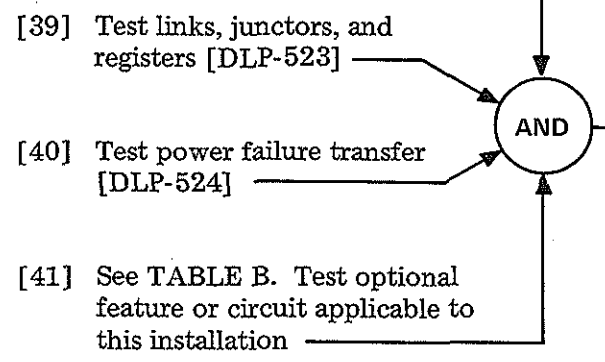 [39] Test links, junctors, and
registers [DLP-523]
AND
[40] Test power failure transfer
[DLP-524]
[41] See TABLE B. Test optional
feature or circuit applicable to
this installation